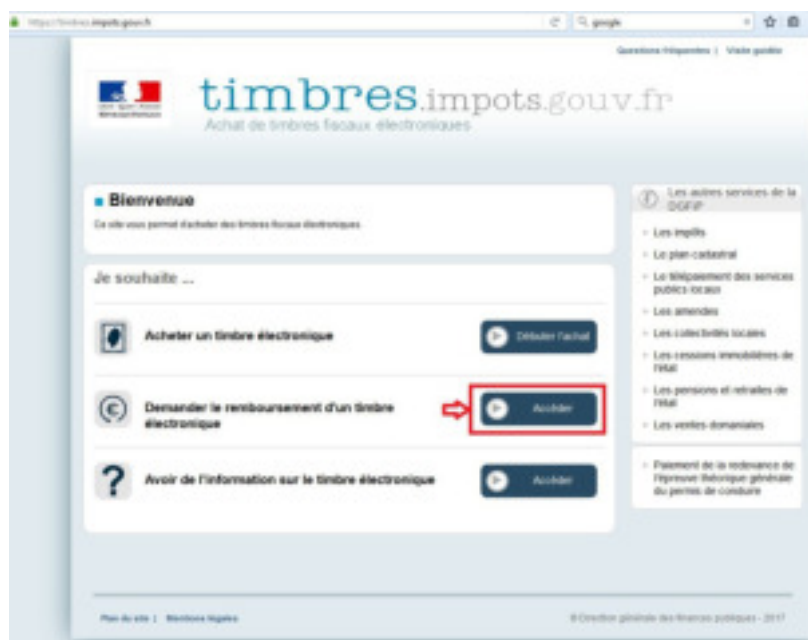 https://timbres.impots.gouv.fr
google
Questions fréquentes | Visite guidée
timbres.impots.gouv.fr
Achat de timbres fiscaux électroniques
Bienvenue
Ce site vous permet d'acheter des timbres fiscaux électroniques
Je souhaite ...
Acheter un timbre électronique
Débuter l'achat
Demander le remboursement d'un timbre
électronique
Accéder
Avoir de l'information sur le timbre électronique
Accéder
Les autres services de la
DGFiP
Les impôts
Le plan cadastral
Le télépaiement des services
publics locaux
Les amendes
Les collectivités locales
Les cessions immobilières de
l'état
Les pensions et retraites de
l'état
Les ventes domaniales
Paiement de la redevance de
l'épreuve théorique générale
du permis de conduire
Plan du site | Mentions légales
© Direction générale des finances publiques - 2017